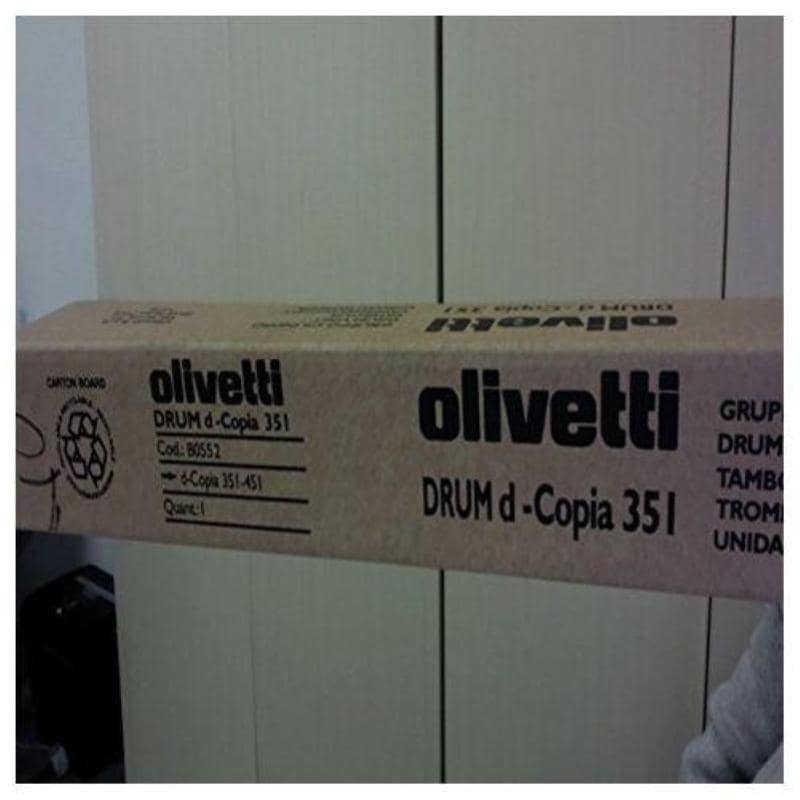 olivetti
DRUM d-Copia 351
CARTON BOARD
olivetti
DRUM d-Copia 351
Cod.: B0552
d-Copia 351-451
Quant.:1
olivetti
DRUM d-Copia 351
GRUP
DRUM
TAMB
TROM
UNIDA